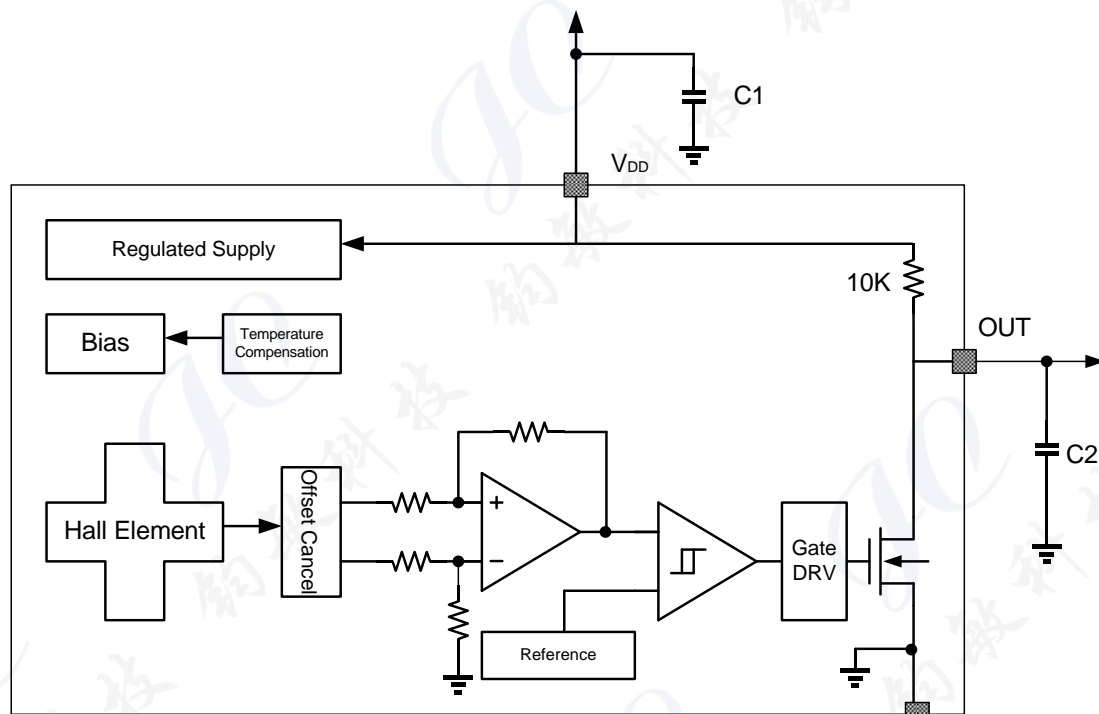 C1
VDD
Regulated Supply
10K
OUT
Bias
Temperature
Compensation
Offset Cancel
Hall Element
+
−
Gate
DRV
C2
Reference